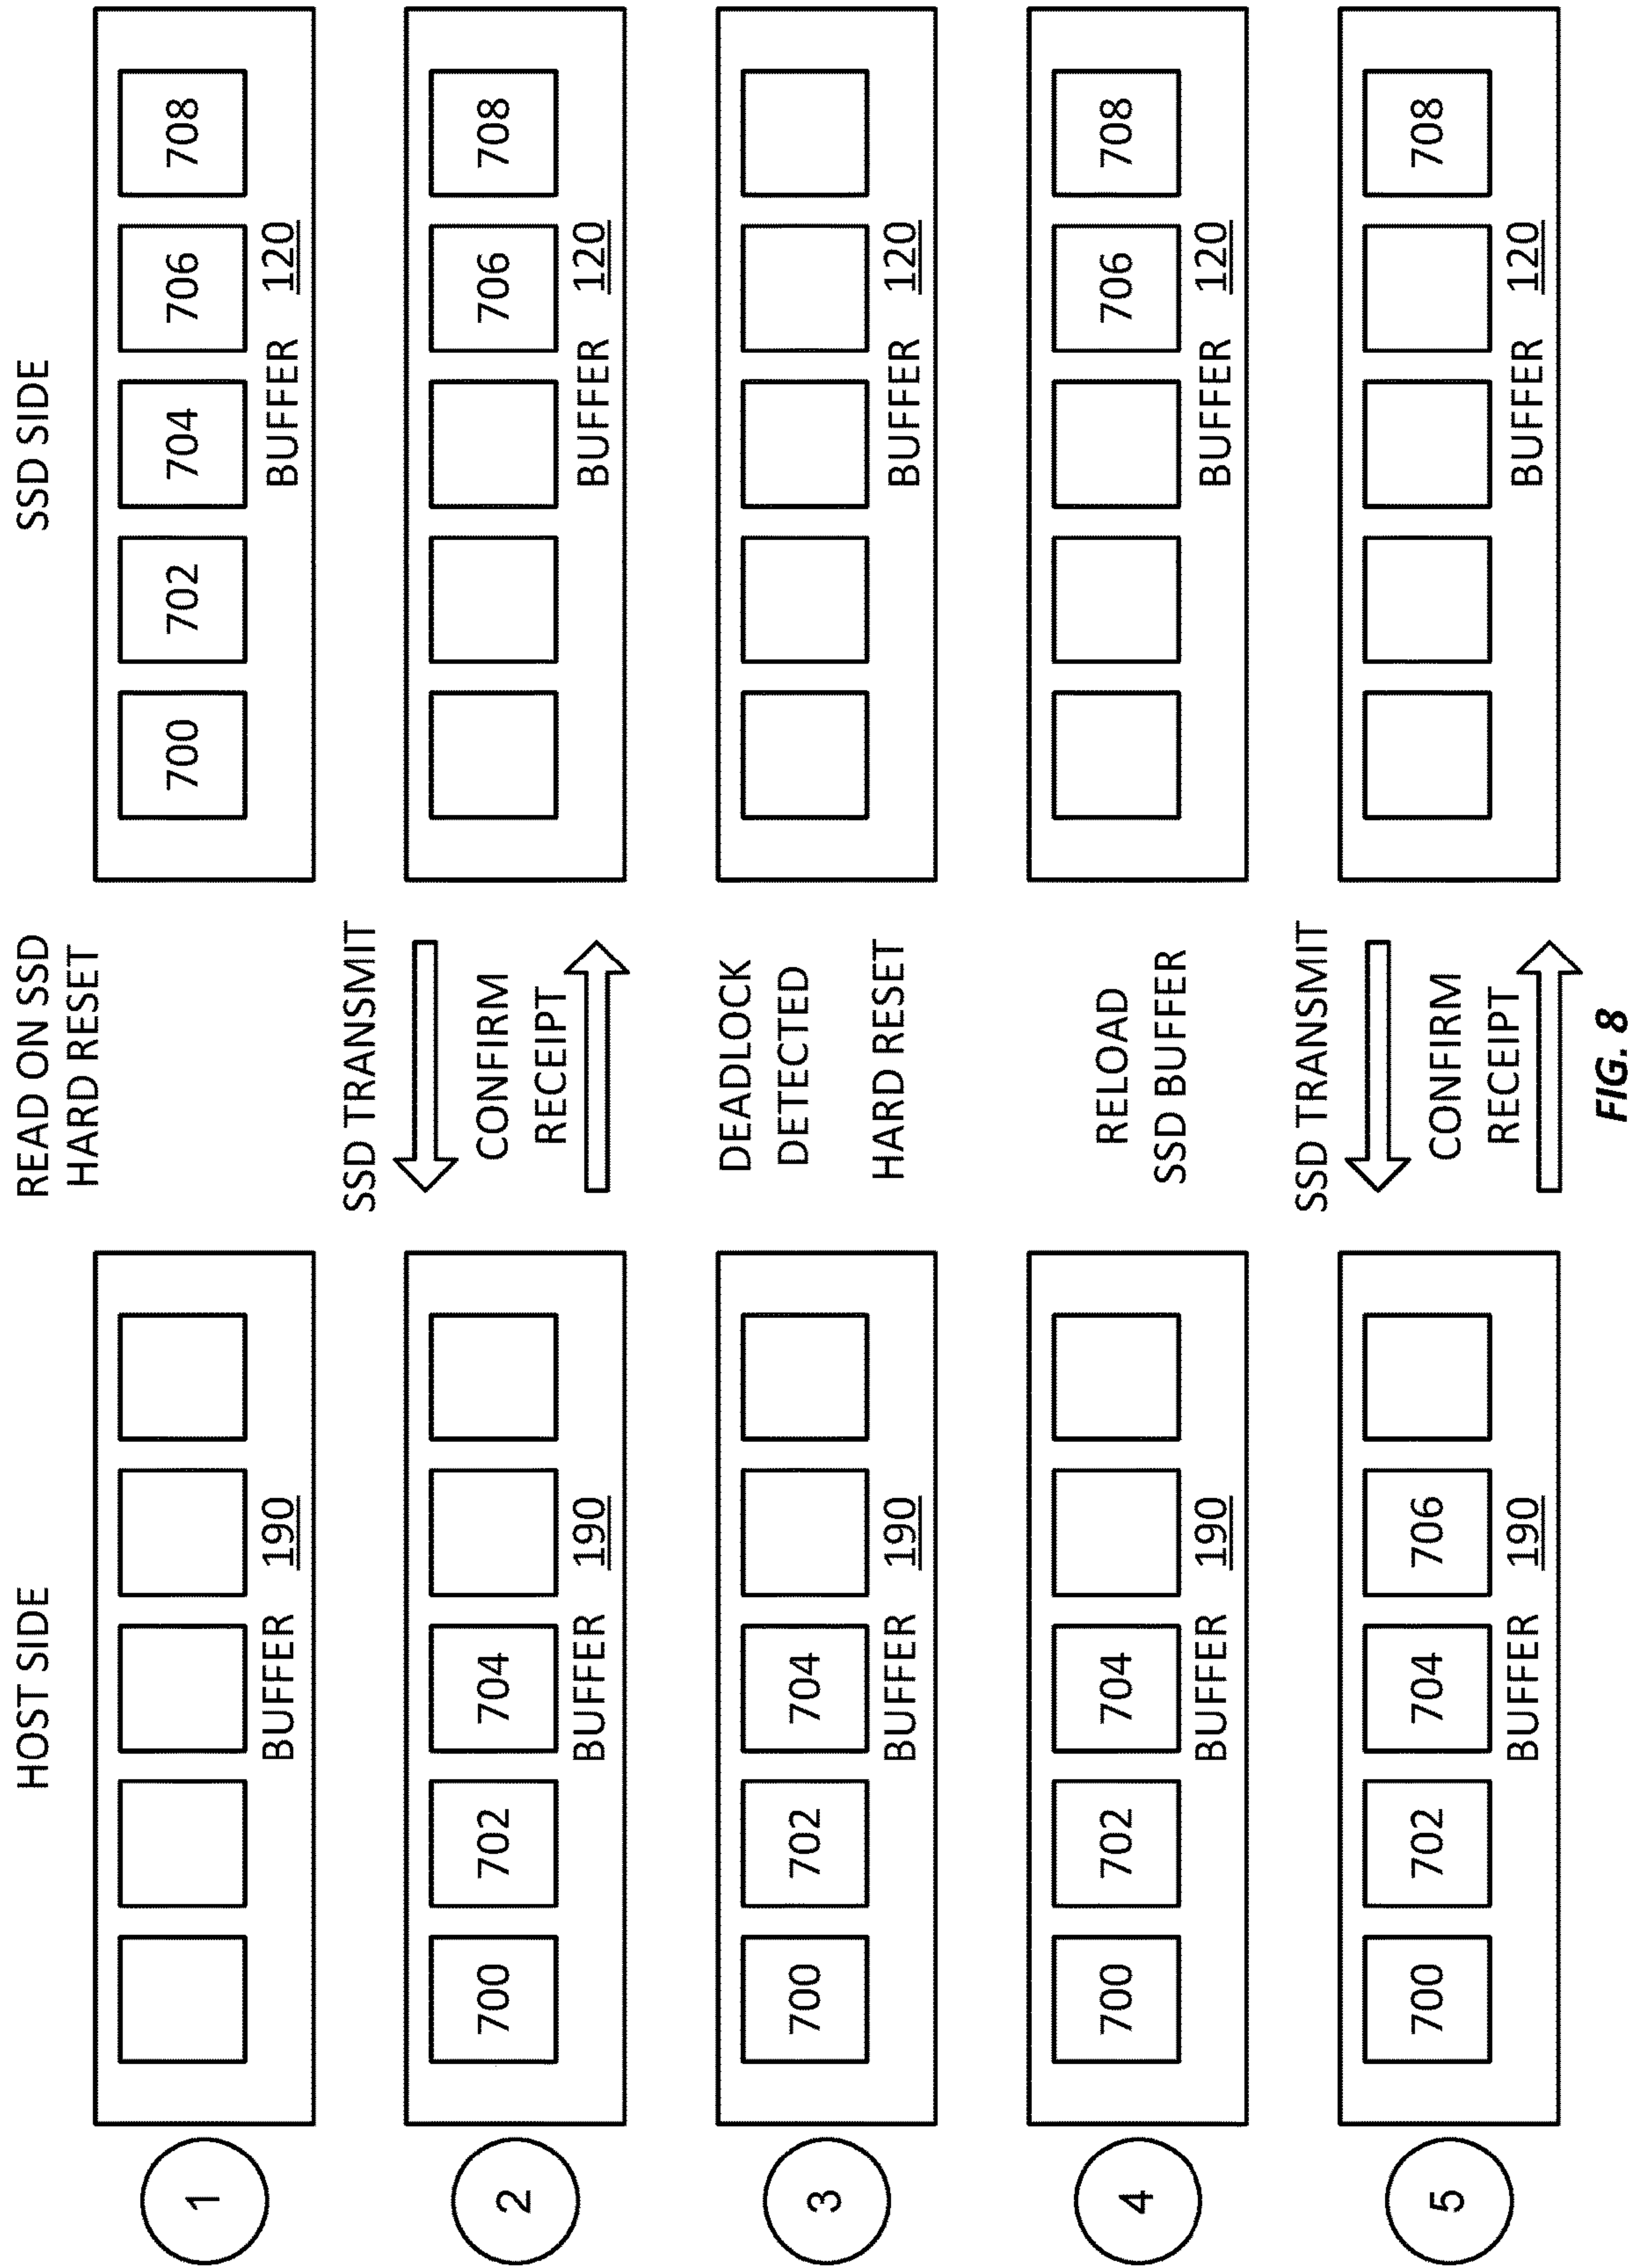 HOST SIDE
READ ON SSD
HARD RESET
SSD SIDE
1
BUFFER 190
700 702 704 706 708
BUFFER 120
2
700 702 704
BUFFER 190
SSD TRANSMIT
CONFIRM
RECEIPT
706 708
BUFFER 120
3
700 702 704
BUFFER 190
DEADLOCK
DETECTED
HARD RESET
BUFFER 120
4
700 702 704
BUFFER 190
RELOAD
SSD BUFFER
706 708
BUFFER 120
5
700 702 704 706
BUFFER 190
SSD TRANSMIT
CONFIRM
RECEIPT
708
BUFFER 120
FIG. 8